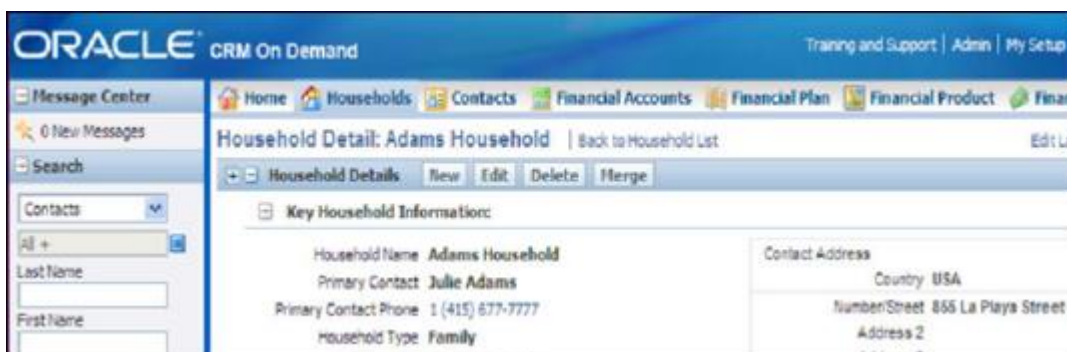 ORACLE CRM On Demand
Training and Support | Admin | My Setup
Message Center
0 New Messages
Search
Contacts
All +
Last Name
First Name
Home Households Contacts Financial Accounts Financial Plan Financial Product Finan
Household Detail: Adams Household | Back to Household List
Edit L
Household Details New Edit Delete Merge
Key Household Information:
Household Name Adams Household
Primary Contact Julie Adams
Primary Contact Phone 1 (415) 677-7777
Household Type Family
Contact Address
Country USA
Number/Street 855 La Playa Street
Address 2